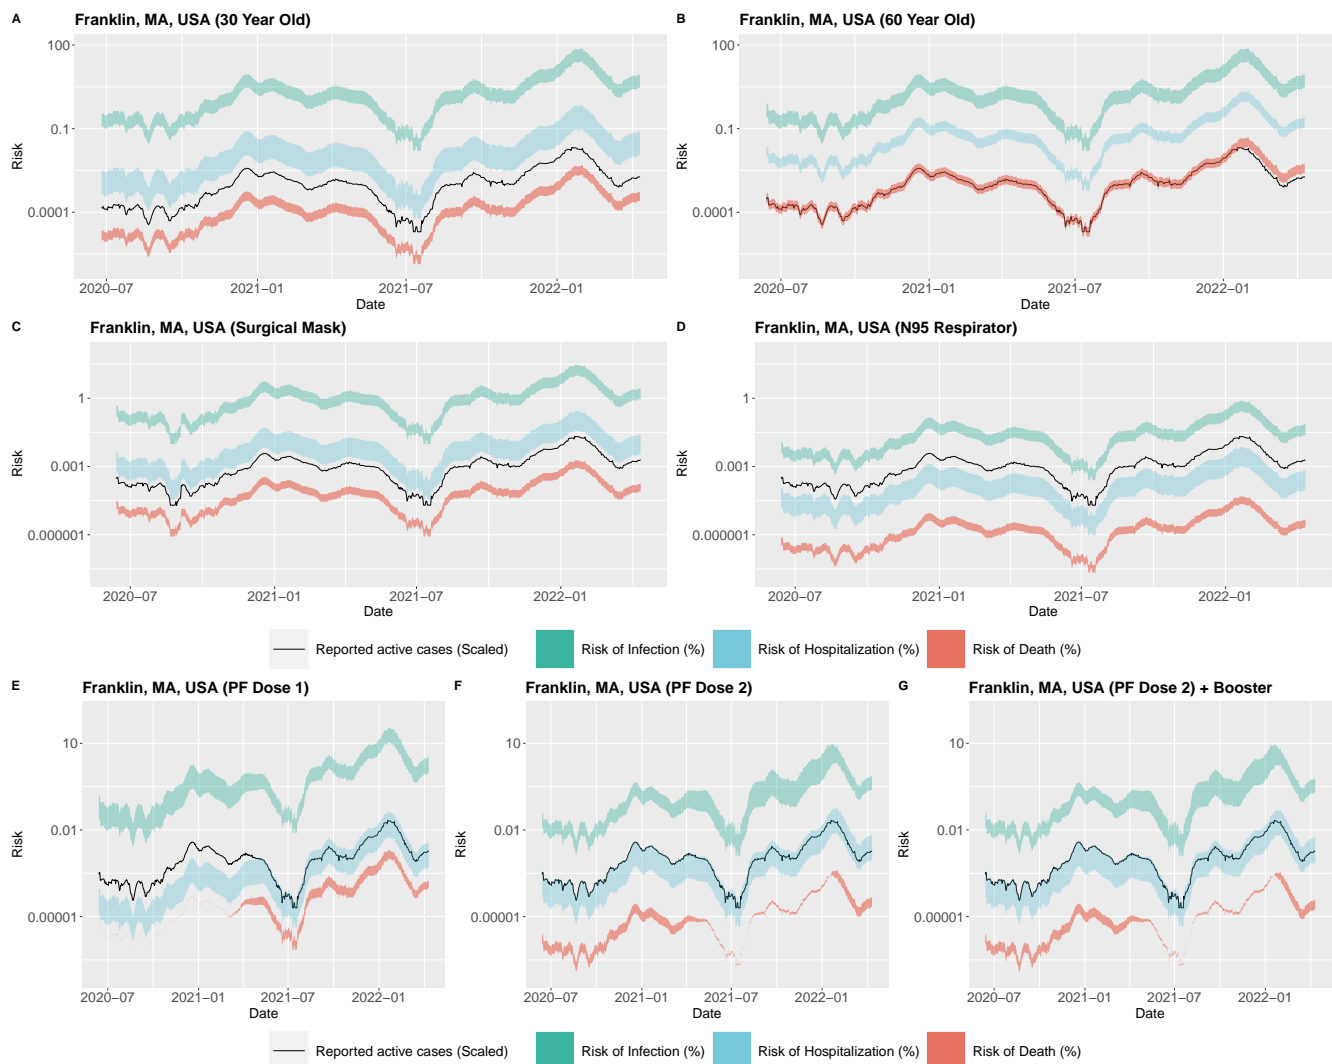 A Franklin, MA, USA (30 Year Old)
100
0.1
0.0001
Risk
2020−07 2021−01 2021−07 2022−01
Date
B Franklin, MA, USA (60 Year Old)
100
0.1
0.0001
Risk
2020−07 2021−01 2021−07 2022−01
Date
C Franklin, MA, USA (Surgical Mask)
1
0.001
0.000001
Risk
2020−07 2021−01 2021−07 2022−01
Date
D Franklin, MA, USA (N95 Respirator)
1
0.001
0.000001
Risk
2020−07 2021−01 2021−07 2022−01
Date
Reported active cases (Scaled) Risk of Infection (%) Risk of Hospitalization (%) Risk of Death (%)
E Franklin, MA, USA (PF Dose 1)
10
0.01
0.00001
Risk
2020−07 2021−01 2021−07 2022−01
Date
F Franklin, MA, USA (PF Dose 2)
10
0.01
0.00001
Risk
2020−07 2021−01 2021−07 2022−01
Date
G Franklin, MA, USA (PF Dose 2) + Booster
10
0.01
0.00001
Risk
2020−07 2021−01 2021−07 2022−01
Date
Reported active cases (Scaled) Risk of Infection (%) Risk of Hospitalization (%) Risk of Death (%)